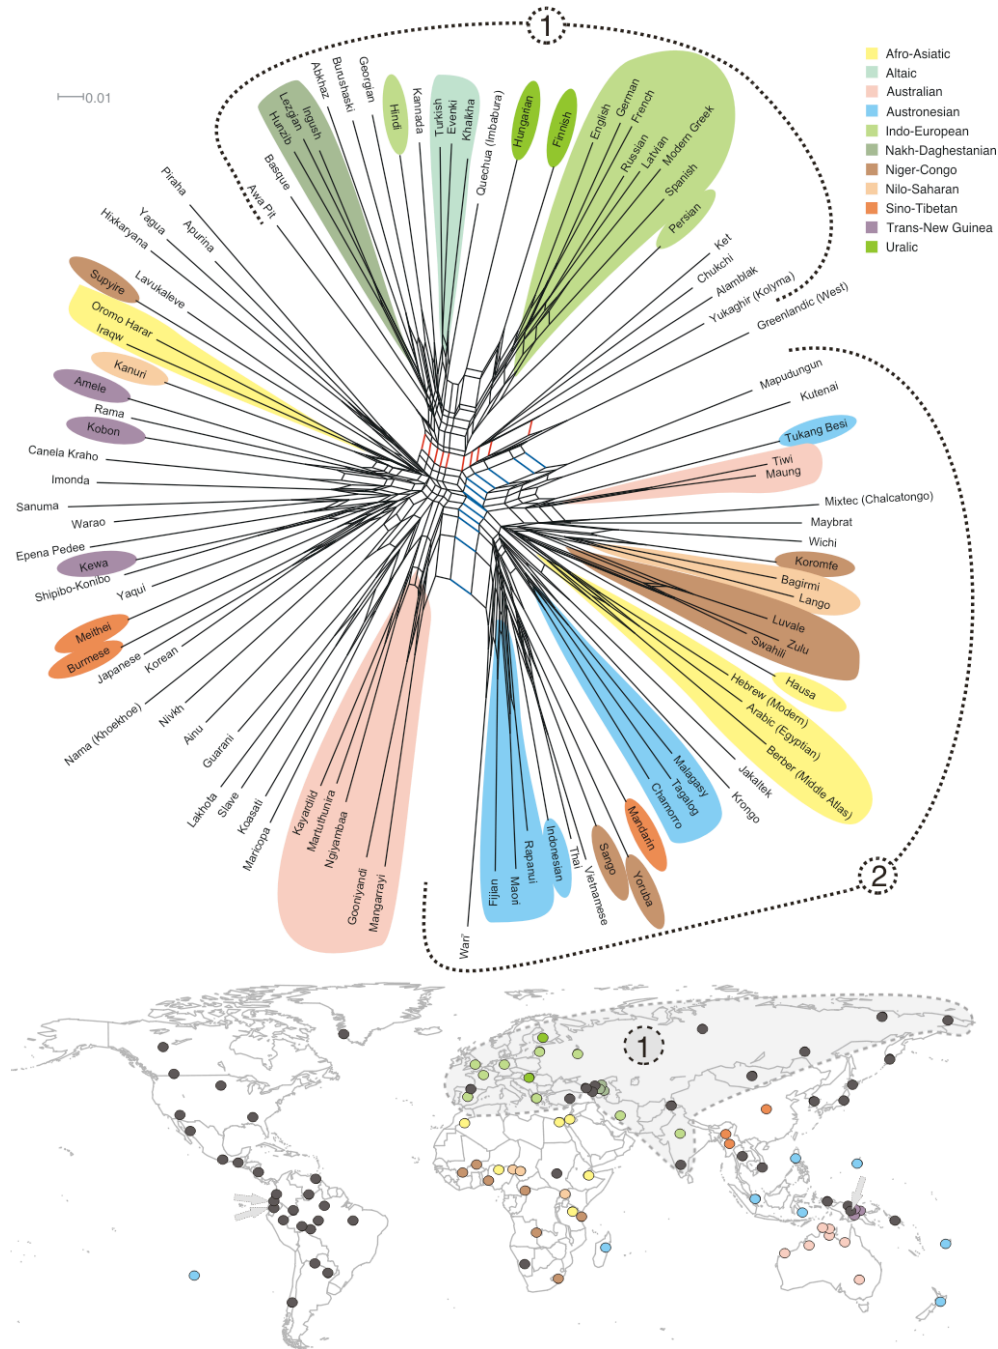 1
0.01
Afro-Asiatic
Altaic
Australian
Austronesian
Indo-European
Nakh-Daghestanian
Niger-Congo
Nilo-Saharan
Sino-Tibetan
Trans-New Guinea
Uralic
Awa Pit
Basque
Hunzib
Lezgian
Ingush
Abkhaz
Burushaski
Georgian
Hindi
Kannada
Turkish
Evenki
Khalkha
Quechua (Imbabura)
Hungarian
Finnish
English
German
French
Russian
Latvian
Modern Greek
Spanish
Persian
Ket
Chukchi
Alamblak
Yukaghir (Kolyma)
Greenlandic (West)
Mapudungun
Kutenai
Tukang Besi
Tiwi
Maung
Mixtec (Chalcatongo)
Maybrat
Wichi
Koromfe
Bagirmi
Lango
Luvale
Zulu
Swahili
Hausa
Hebrew (Modern)
Arabic (Egyptian)
Berber (Middle Atlas)
Jakaltek
Krongo
Malagasy
Tagalog
Chamorro
Mandarin
Yoruba
Sango
Vietnamese
Thai
Indonesian
Rapanui
Maori
Fijian
Wari'
2
Mangarrayi
Gooniyandi
Ngiyambaa
Martuthunira
Kayardild
Maricopa
Koasati
Slave
Lakhota
Guarani
Ainu
Nivkh
Nama (Khoekhoe)
Korean
Japanese
Burmese
Meithei
Yaqui
Shipibo-Konibo
Kewa
Epena Pedee
Warao
Sanuma
Imonda
Canela Kraho
Kobon
Rama
Amele
Kanuri
Iraqw
Oromo Harar
Supyire
Lavukaleve
Hixkaryana
Yagua
Apurina
Piraha
1